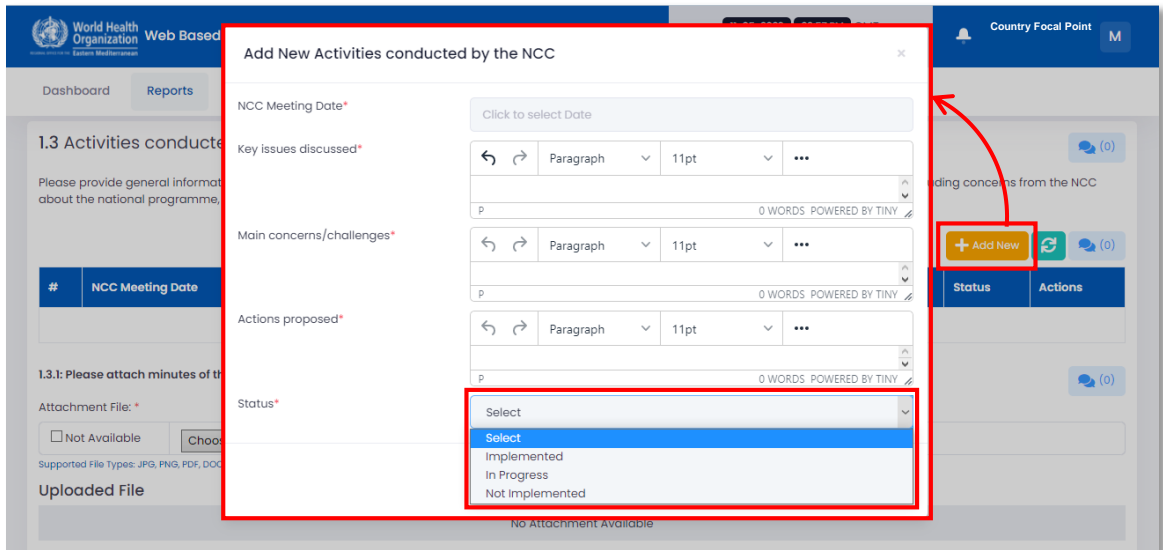 World Health
Organization
REGIONAL OFFICE FOR THE Eastern Mediterranean
Web Based
Country Focal Point
M
Dashboard
Reports
Add New Activities conducted by the NCC
×
NCC Meeting Date*
Click to select Date
1.3 Activities conducte
(0)
Key issues discussed*
Paragraph
11pt
Please provide general informat
ding concerns from the NCC
about the national programme,
P
0 WORDS POWERED BY TINY
Main concerns/challenges*
Paragraph
11pt
+ Add New
(0)
#
NCC Meeting Date
P
0 WORDS POWERED BY TINY
Status
Actions
Actions proposed*
Paragraph
11pt
P
0 WORDS POWERED BY TINY
1.3.1: Please attach minutes of th
(0)
Attachment File: *
Status*
Select
Not Available
Choos
Select
Implemented
In Progress
Not Implemented
Supported File Types: JPG, PNG, PDF, DOC
Uploaded File
No Attachment Available